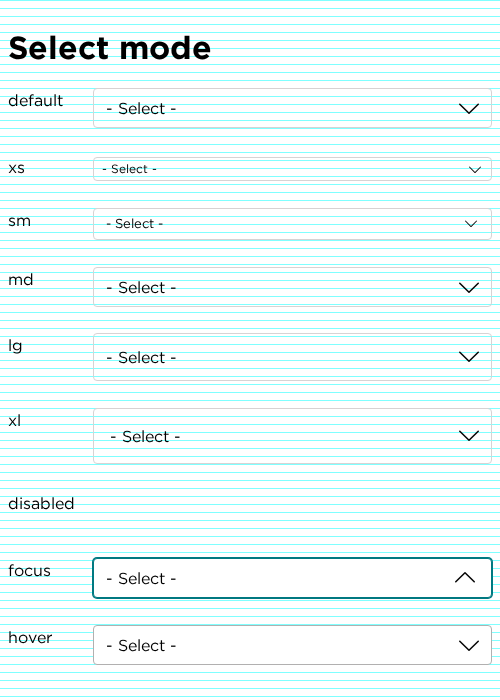 Select mode
default - Select -
xs - Select -
sm - Select -
md - Select -
lg - Select -
xl - Select -
disabled
focus - Select -
hover - Select -